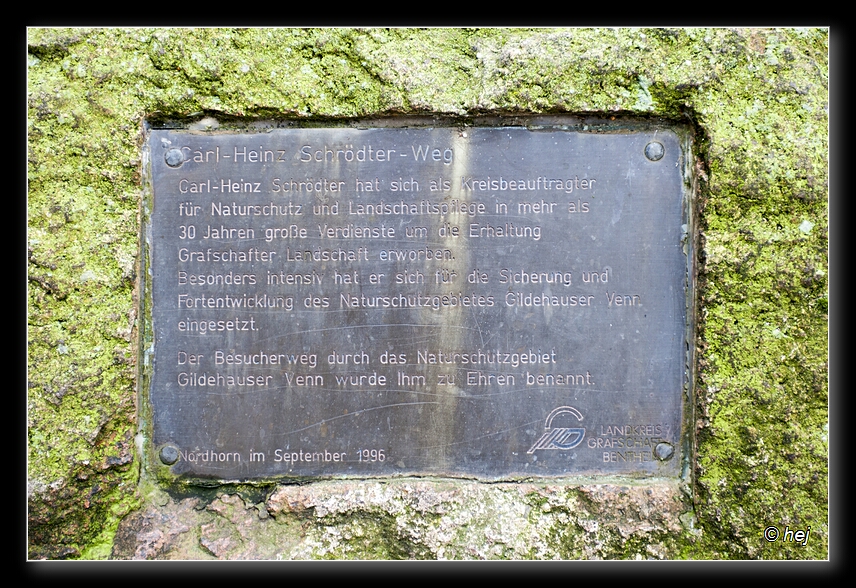 Carl-Heinz Schrödter-Weg
Carl-Heinz Schrödter hat sich als Kreisbeauftragter
für Naturschutz und Landschaftspflege in mehr als
30 Jahren große Verdienste um die Erhaltung
Grafschafter Landschaft erworben.
Besonders intensiv hat er sich für die Sicherung und
Fortentwicklung des Naturschutzgebietes Gildehauser Venn
eingesetzt.
Der Besucherweg durch das Naturschutzgebiet
Gildehauser Venn wurde Ihm zu Ehren benannt.
Nordhorn im September 1996
LANDKREIS
GRAFSCHAFT
BENTHEIM
© hej